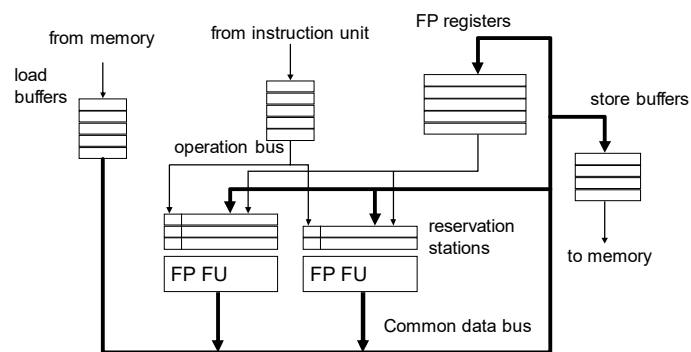 FP registers
from instruction unit
from memory
load
buffers
store buffers
operation bus
reservation
stations
to memory
FP FU
FP FU
Common data bus